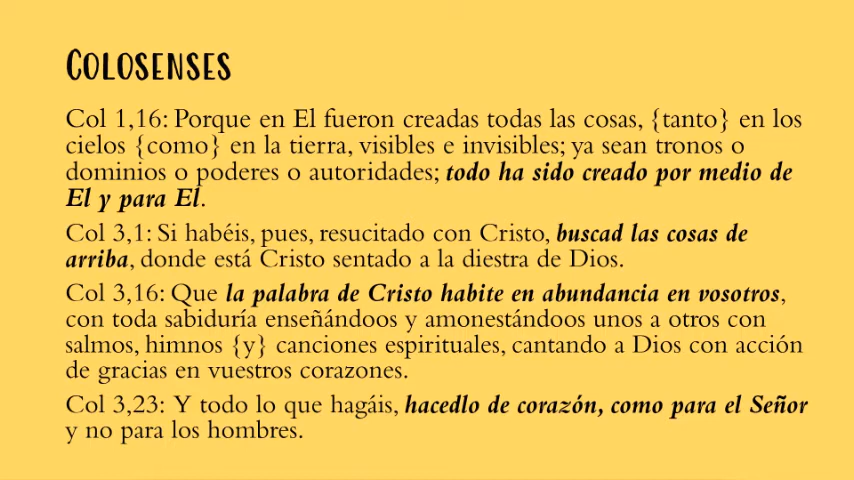 COLOSENSES
Col 1,16: Porque en El fueron creadas todas las cosas, {tanto} en los
cielos {como} en la tierra, visibles e invisibles; ya sean tronos o
dominios o poderes o autoridades; todo ha sido creado por medio de
El y para El.
Col 3,1: Si habéis, pues, resucitado con Cristo, buscad las cosas de
arriba, donde está Cristo sentado a la diestra de Dios.
Col 3,16: Que la palabra de Cristo habite en abundancia en vosotros,
con toda sabiduría enseñándoos y amonestándoos unos a otros con
salmos, himnos {y} canciones espirituales, cantando a Dios con acción
de gracias en vuestros corazones.
Col 3,23: Y todo lo que hagáis, hacedlo de corazón, como para el Señor
y no para los hombres.